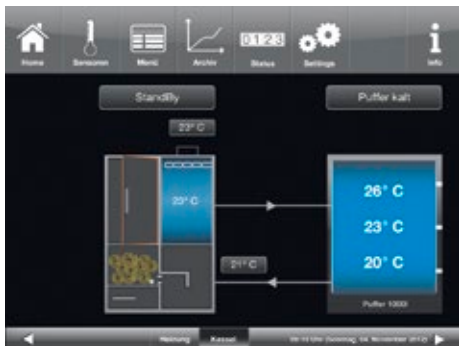 Home Sensoren Menü Archiv Status Settings Info
0123
StandBy Puffer kalt
23° C
23° C
26° C
23° C
21° C
20° C
Puffer 1000
Heizung Kessel